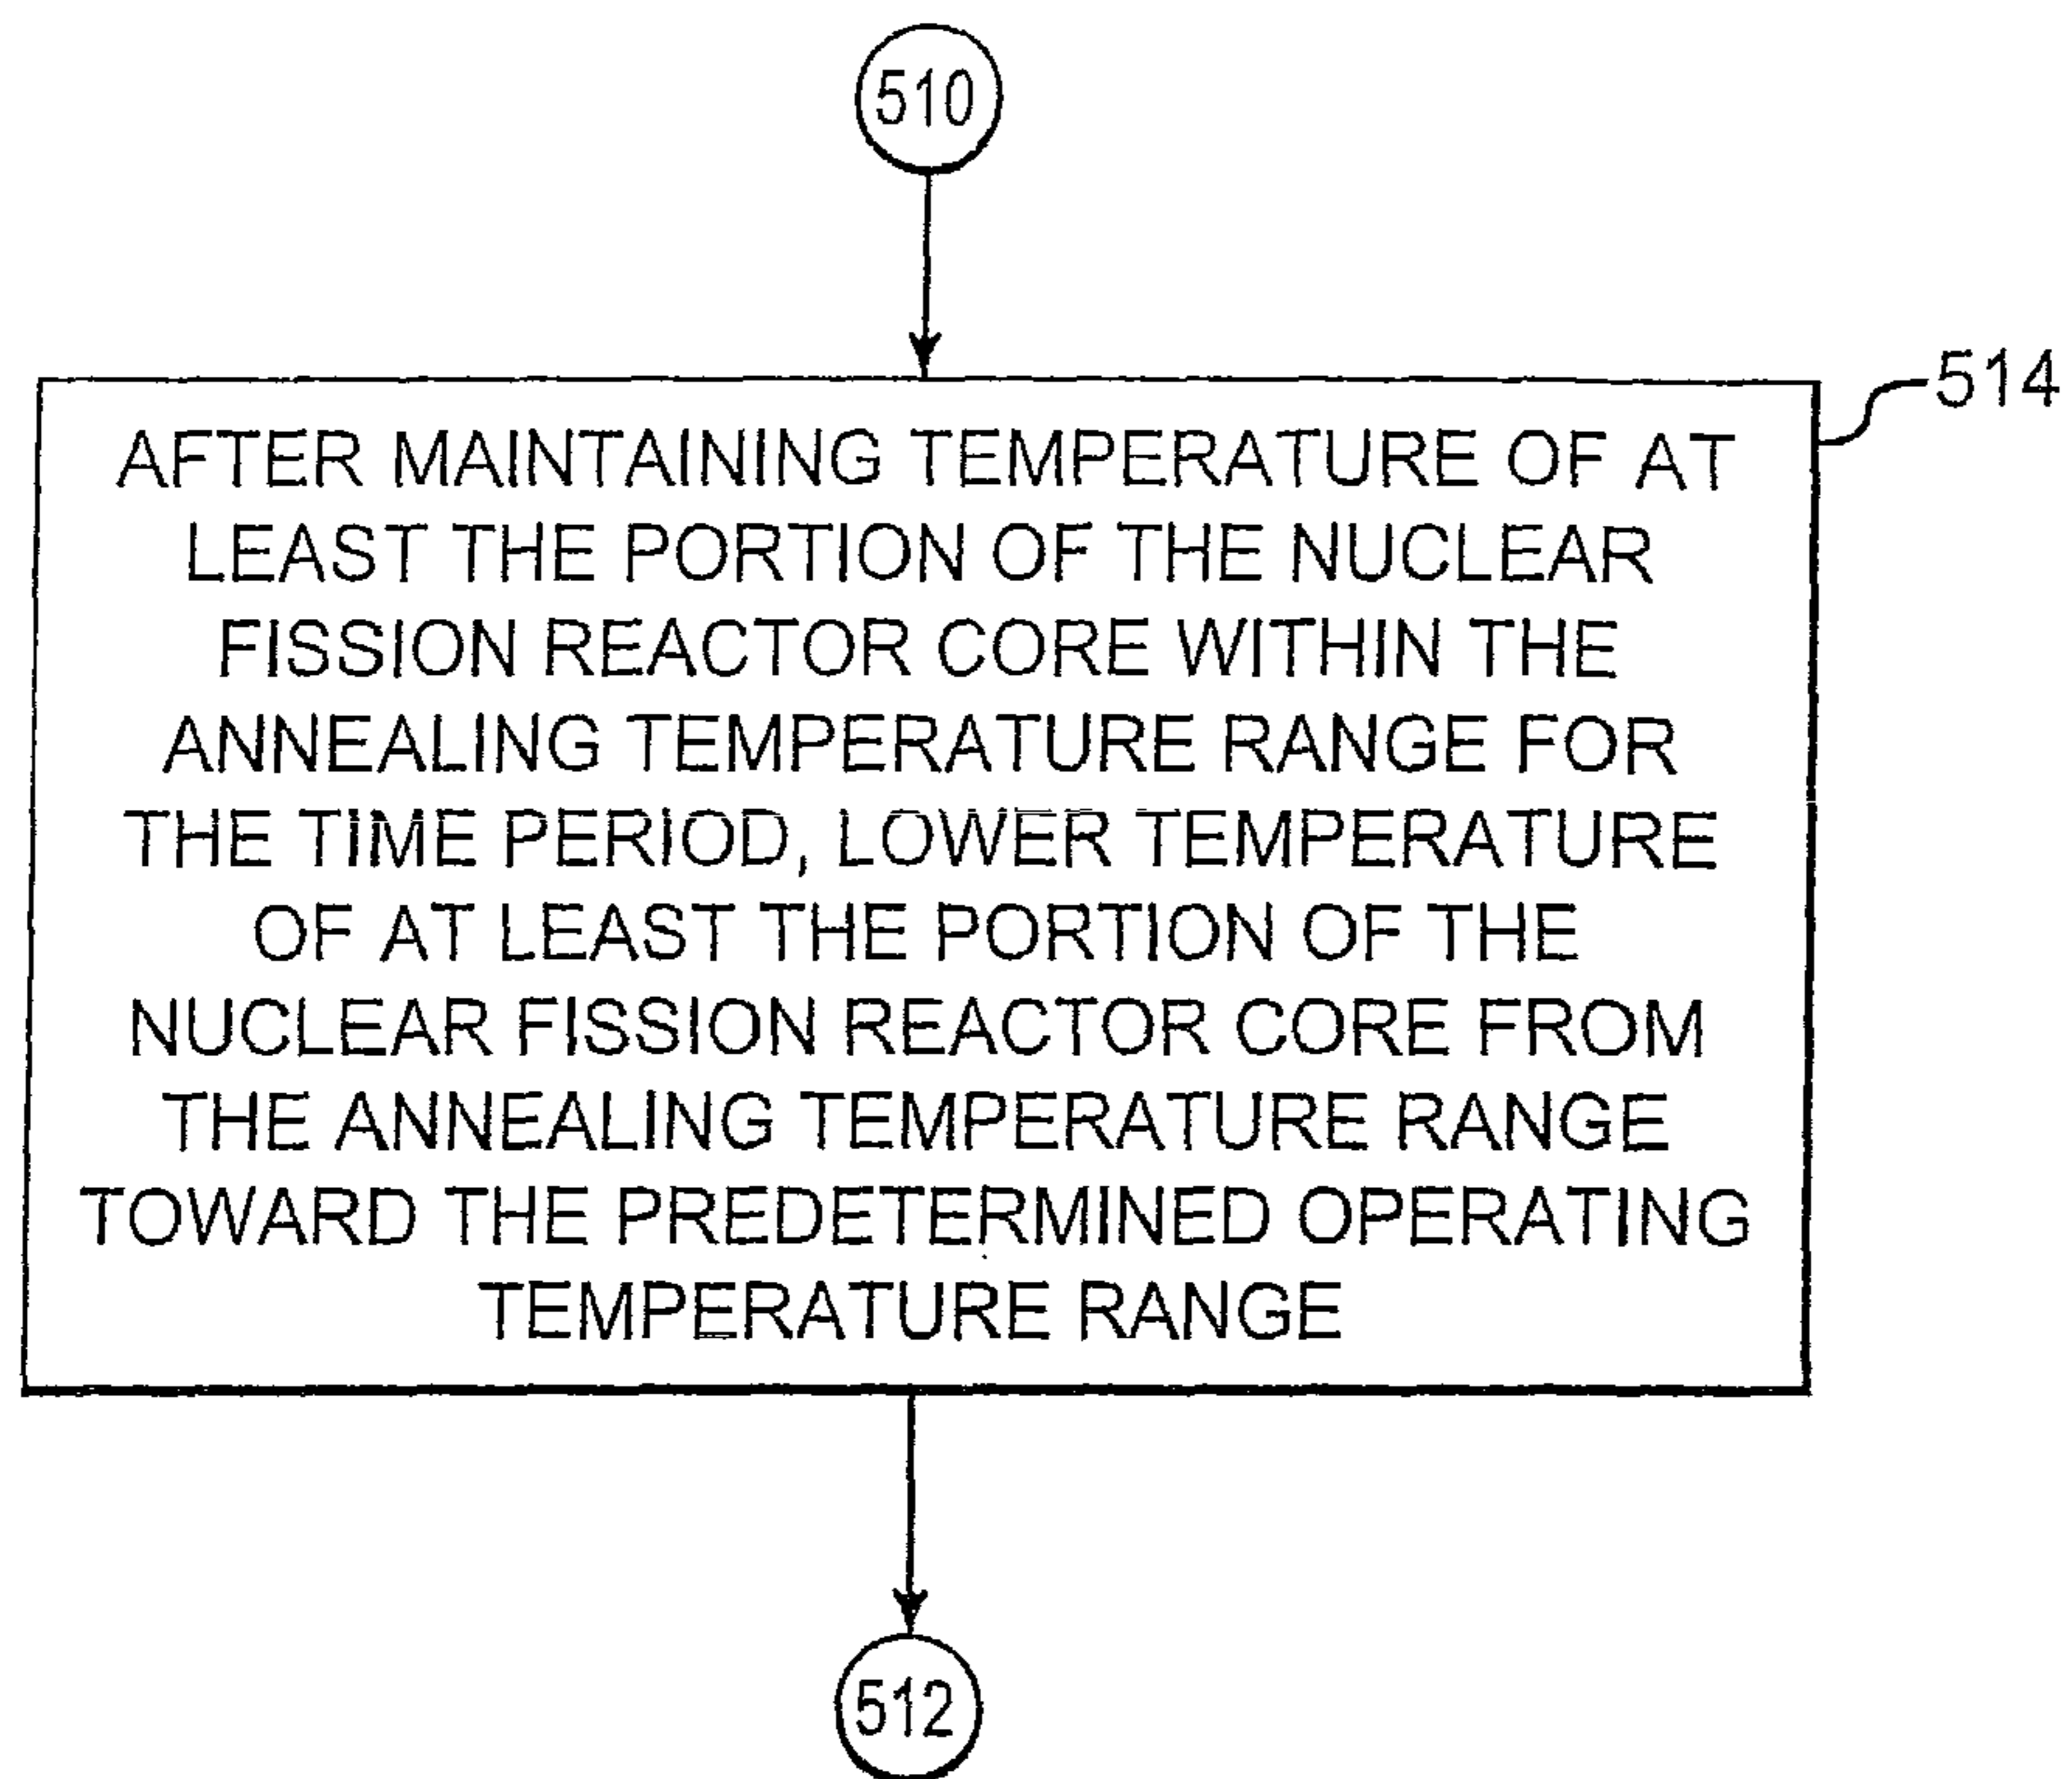 510
514
AFTER MAINTAINING TEMPERATURE OF AT
LEAST THE PORTION OF THE NUCLEAR
FISSION REACTOR CORE WITHIN THE
ANNEALING TEMPERATURE RANGE FOR
THE TIME PERIOD, LOWER TEMPERATURE
OF AT LEAST THE PORTION OF THE
NUCLEAR FISSION REACTOR CORE FROM
THE ANNEALING TEMPERATURE RANGE
TOWARD THE PREDETERMINED OPERATING
TEMPERATURE RANGE
512